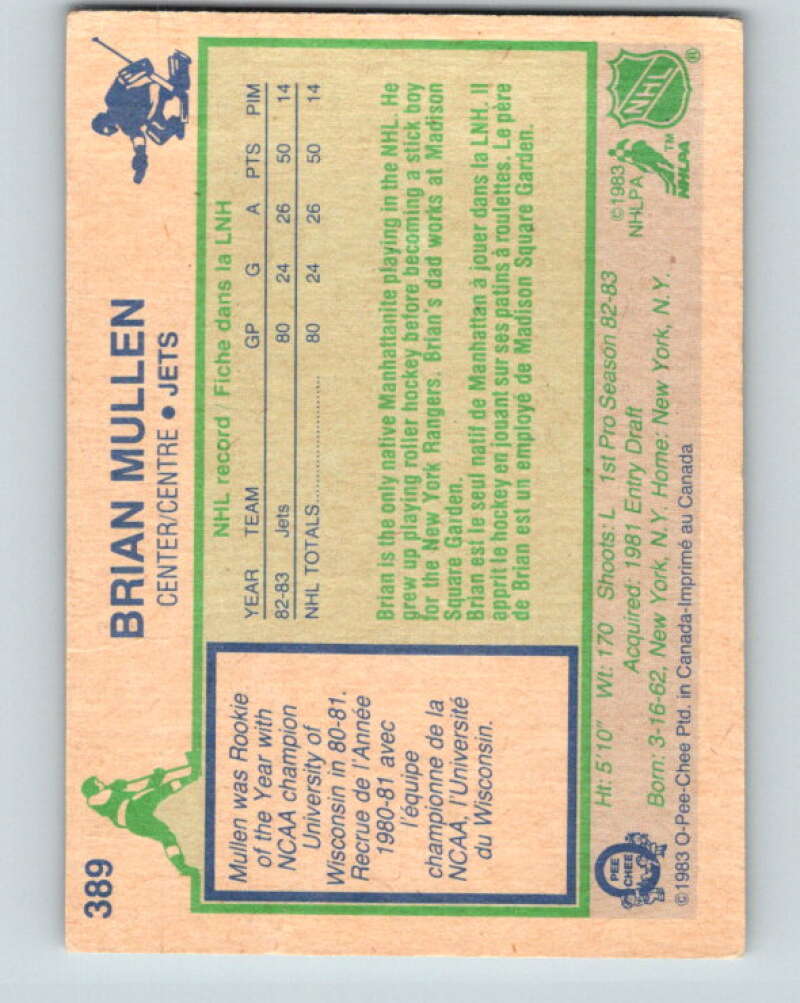 389
BRIAN MULLEN
CENTER/CENTRE • JETS
Mullen was Rookie
of the Year with
NCAA champion
University of
Wisconsin in 80-81.
Recrue de l'Année
1980-81 avec
l'équipe
championne de la
NCAA, l'Université
du Wisconsin.
NHL record / Fiche dans la LNH
YEAR TEAM GP G A PTS PIM
82-83 Jets 80 24 26 50 14
NHL TOTALS.................... 80 24 26 50 14
Brian is the only native Manhattanite playing in the NHL. He
grew up playing roller hockey before becoming a stick boy
for the New York Rangers. Brian's dad works at Madison
Square Garden.
Brian est le seul natif de Manhattan à jouer dans la LNH. Il
apprit le hockey en jouant sur ses patins à roulettes. Le père
de Brian est un employé de Madison Square Garden.
Ht: 5'10" Wt: 170 Shoots: L 1st Pro Season 82-83
Acquired: 1981 Entry Draft
Born: 3-16-62, New York, N.Y. Home: New York, N.Y.
©1983 O-Pee-Chee Ptd. in Canada-Imprimé au Canada
O
PEE
CHEE
©1983
NHLPA
NHLPA
TM
NHL
®